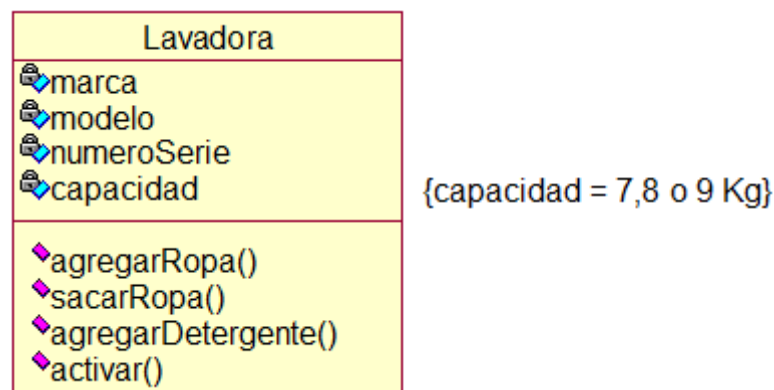 Lavadora
marca
modelo
numeroSerie
capacidad
{capacidad = 7,8 o 9 Kg}
agregarRopa()
sacarRopa()
agregarDetergente()
activar()